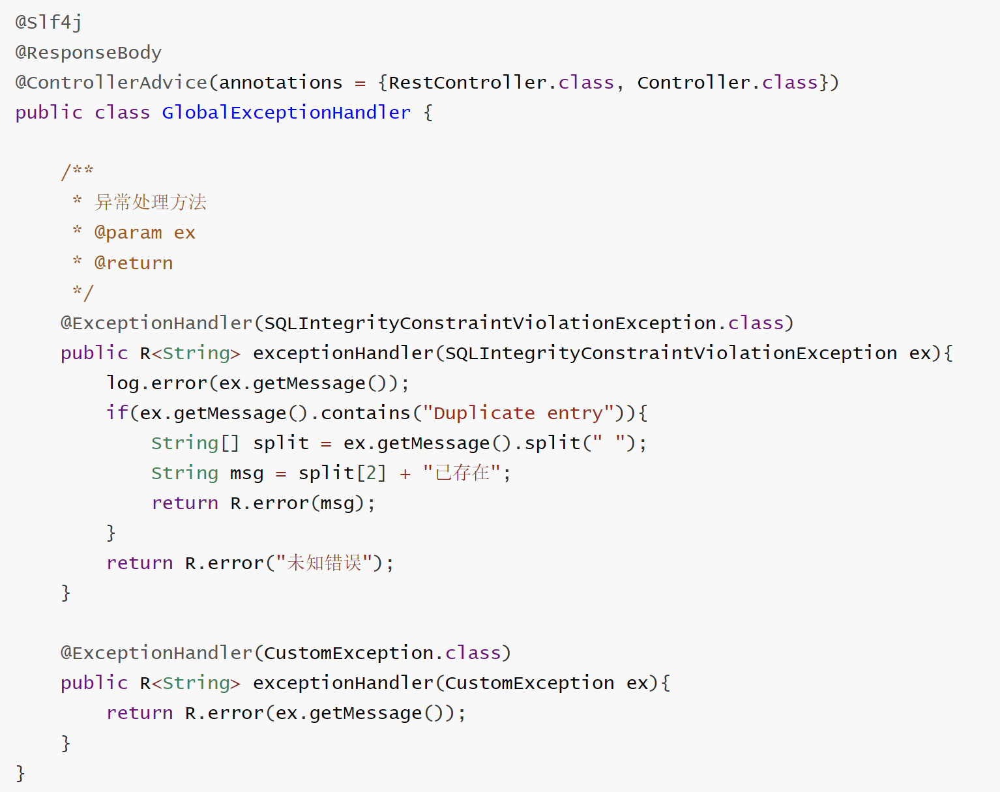 @Slf4j
@ResponseBody
@ControllerAdvice(annotations = {RestController.class, Controller.class})
public class GlobalExceptionHandler {
/**
* 异常处理方法
* @param ex
* @return
*/
@ExceptionHandler(SQLIntegrityConstraintViolationException.class)
public R<String> exceptionHandler(SQLIntegrityConstraintViolationException ex){
log.error(ex.getMessage());
if(ex.getMessage().contains("Duplicate entry")){
String[] split = ex.getMessage().split(" ");
String msg = split[2] + "已存在";
return R.error(msg);
}
return R.error("未知错误");
}
@ExceptionHandler(CustomException.class)
public R<String> exceptionHandler(CustomException ex){
return R.error(ex.getMessage());
}
}